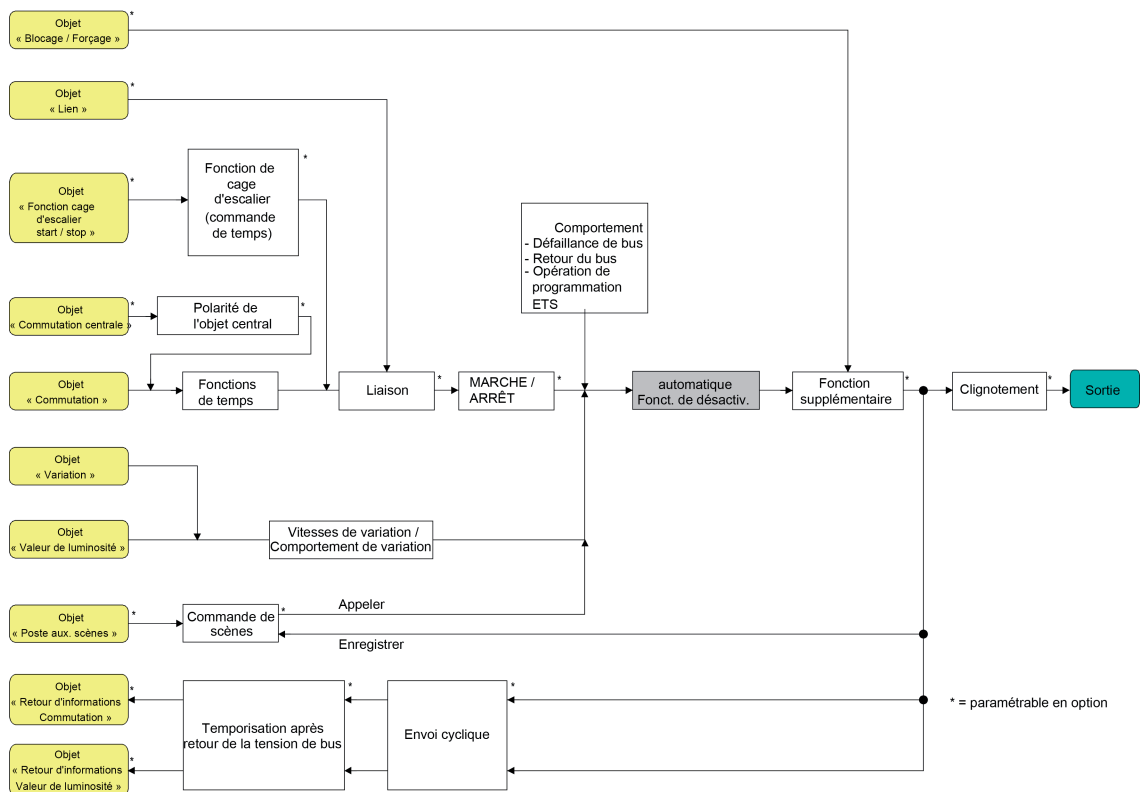 Objet
« Blocage / Forçage »
*
Objet
« Lien »
*
Objet
« Fonction cage
d'escalier
start / stop »
*
Fonction de
cage
d'escalier
(commande
de temps)
*
Comportement
- Défaillance de bus
- Retour du bus
- Opération de
programmation
ETS
Objet
« Commutation centrale »
*
Polarité de
l'objet central
*
Objet
« Commutation »
Fonctions
de temps
Liaison
*
MARCHE /
ARRÊT
*
automatique
Fonct. de désactiv.
Fonction
supplémentaire
*
Clignotement
*
Sortie
Objet
« Variation »
Objet
« Valeur de luminosité »
Vitesses de variation /
Comportement de variation
Objet
« Poste aux. scènes »
*
Commande de
scènes
*
Appeler
Enregistrer
Objet
« Retour d'informations
Commutation »
*
Temporisation après
retour de la tension de bus
*
Envoi cyclique
*
* = paramétrable en option
Objet
« Retour d'informations
Valeur de luminosité »
*